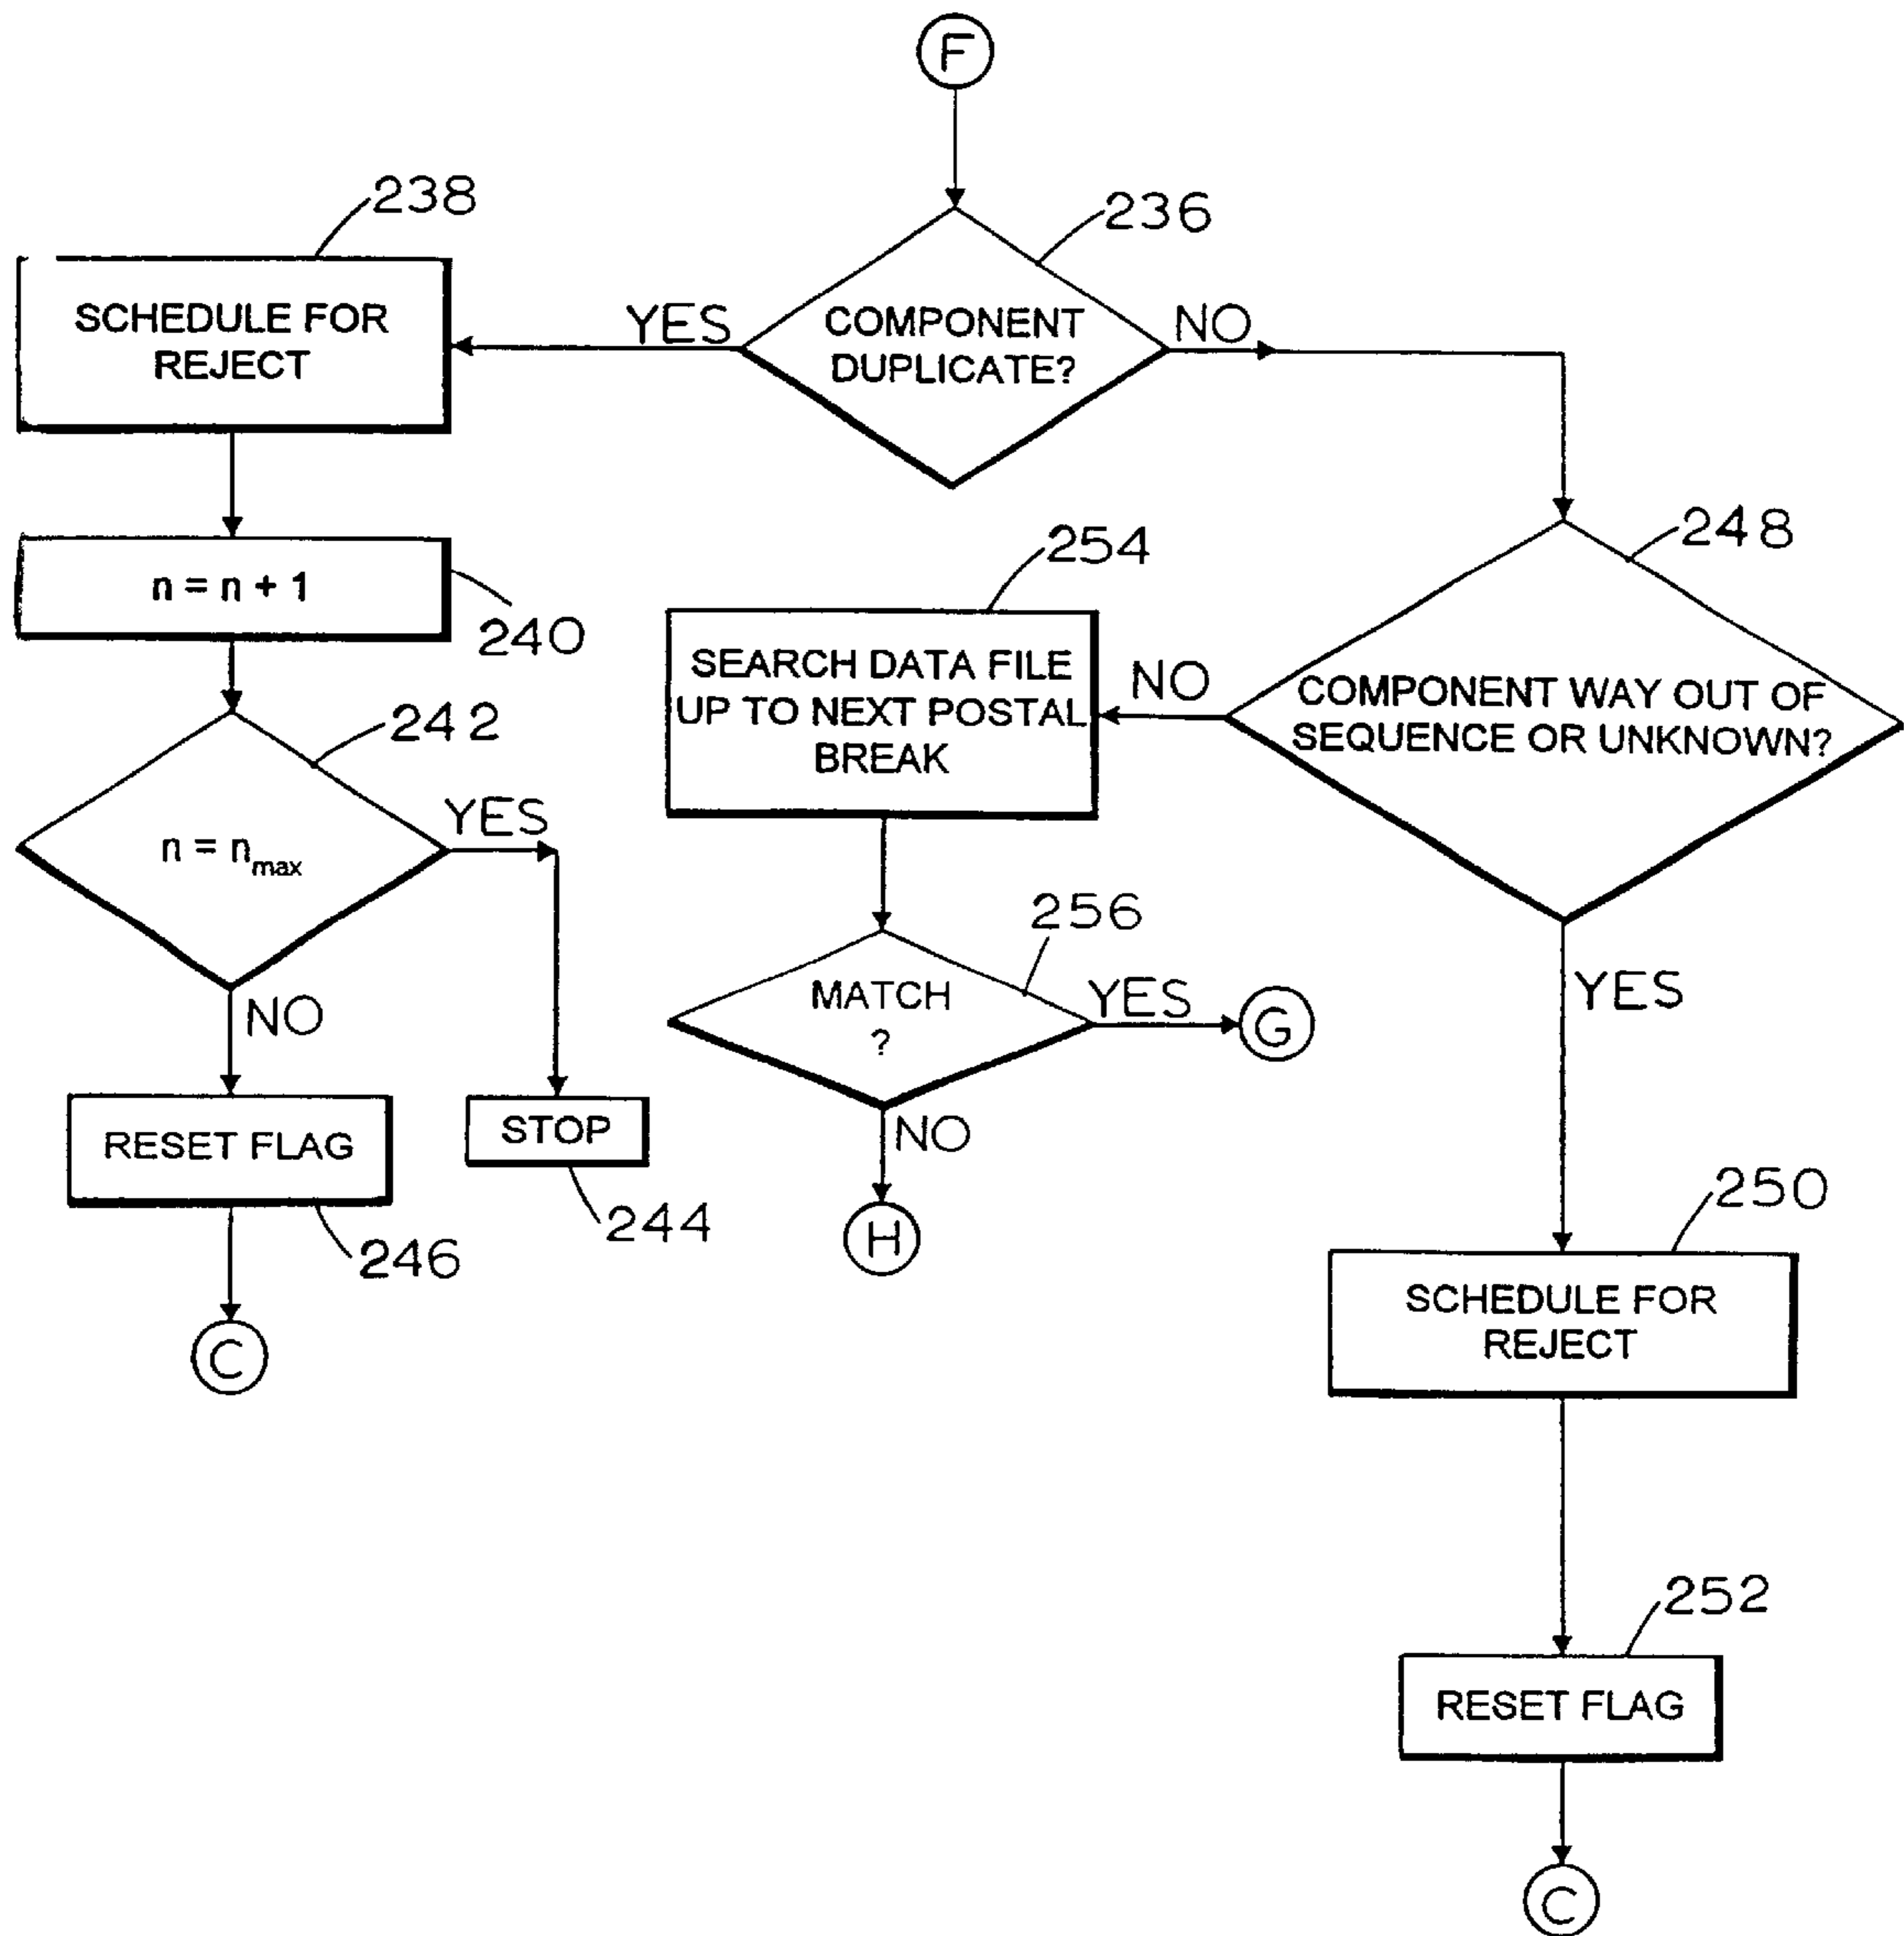 F
238
236
SCHEDULE FOR
REJECT
YES
COMPONENT
DUPLICATE?
NO
n = n + 1
240
254
248
SEARCH DATA FILE
UP TO NEXT POSTAL
BREAK
NO
COMPONENT WAY OUT OF
SEQUENCE OR UNKNOWN?
242
n = nmax
YES
256
MATCH
?
YES
G
YES
NO
RESET FLAG
STOP
NO
246
244
H
250
C
SCHEDULE FOR
REJECT
252
RESET FLAG
C